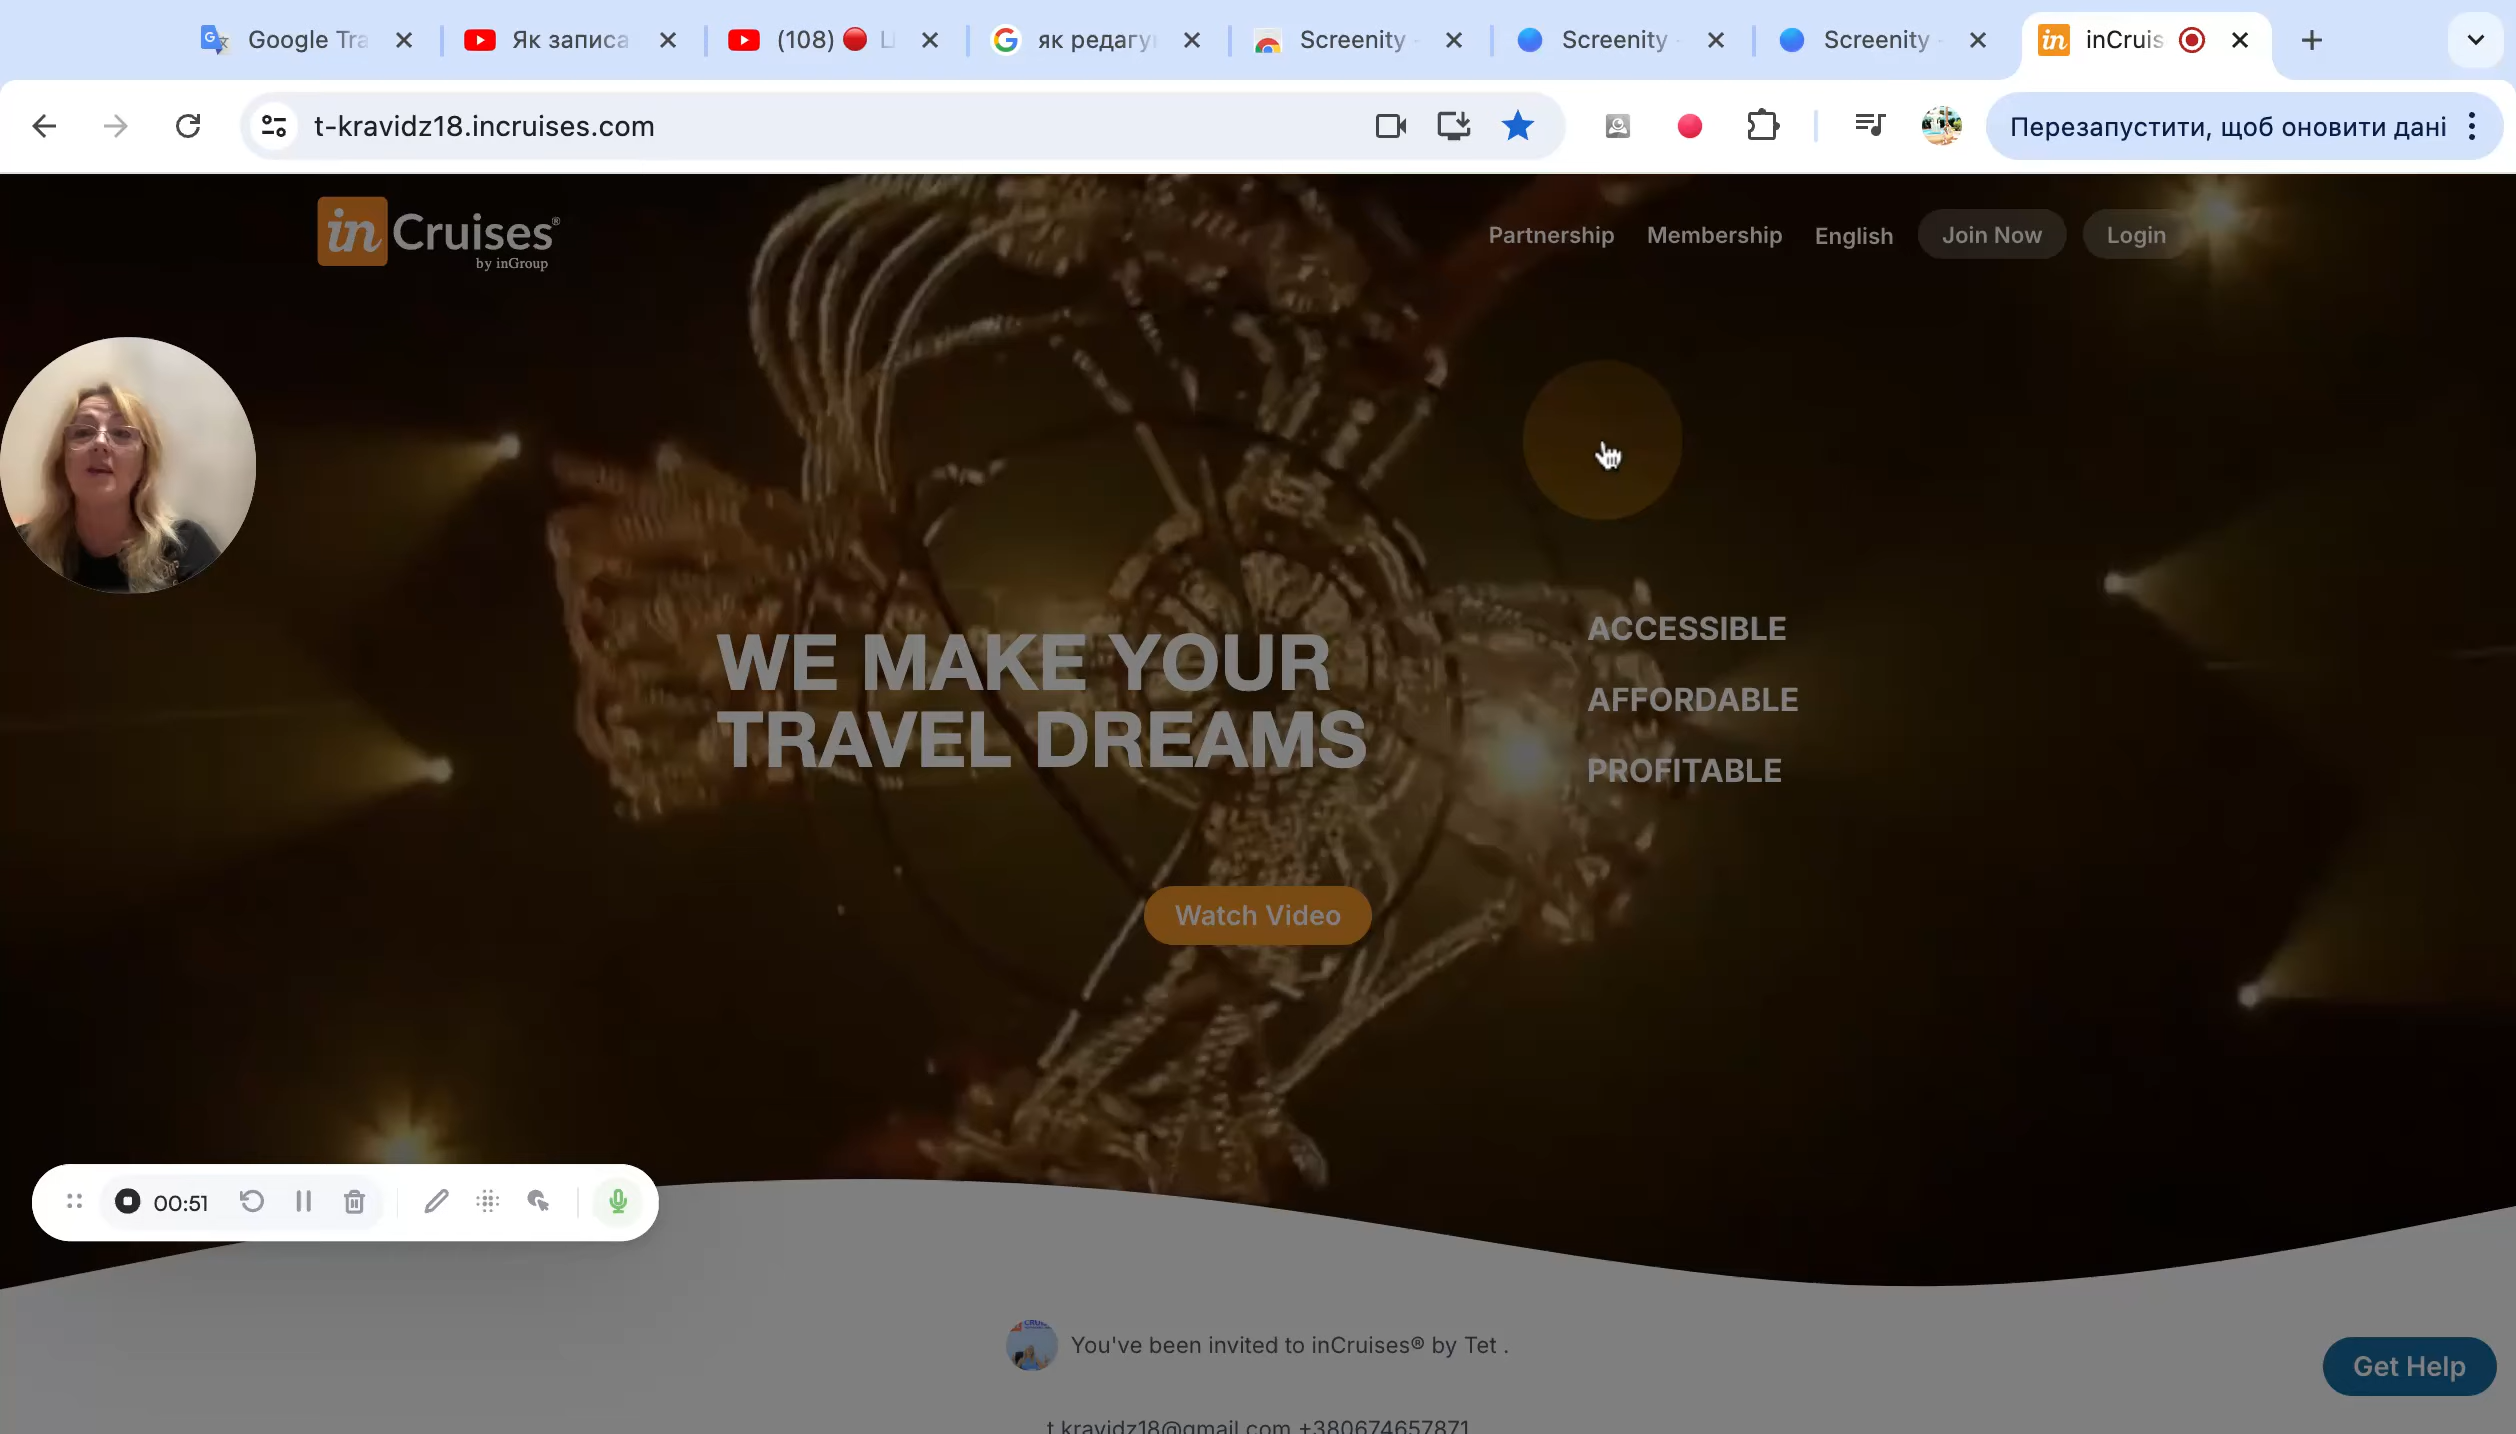 Google Tra
Як записа
(108)
як редагу
Screenity
Screenity
Screenity
inCruis
t-kravidz18.incruises.com
Перезапустити, щоб оновити дані
in Cruises®
by inGroup
Partnership
Membership
English
Join Now
Login
WE MAKE YOUR
TRAVEL DREAMS
ACCESSIBLE
AFFORDABLE
PROFITABLE
Watch Video
00:51
You've been invited to inCruises® by Tet .
Get Help
t.kravidz18@gmail.com +380674657871